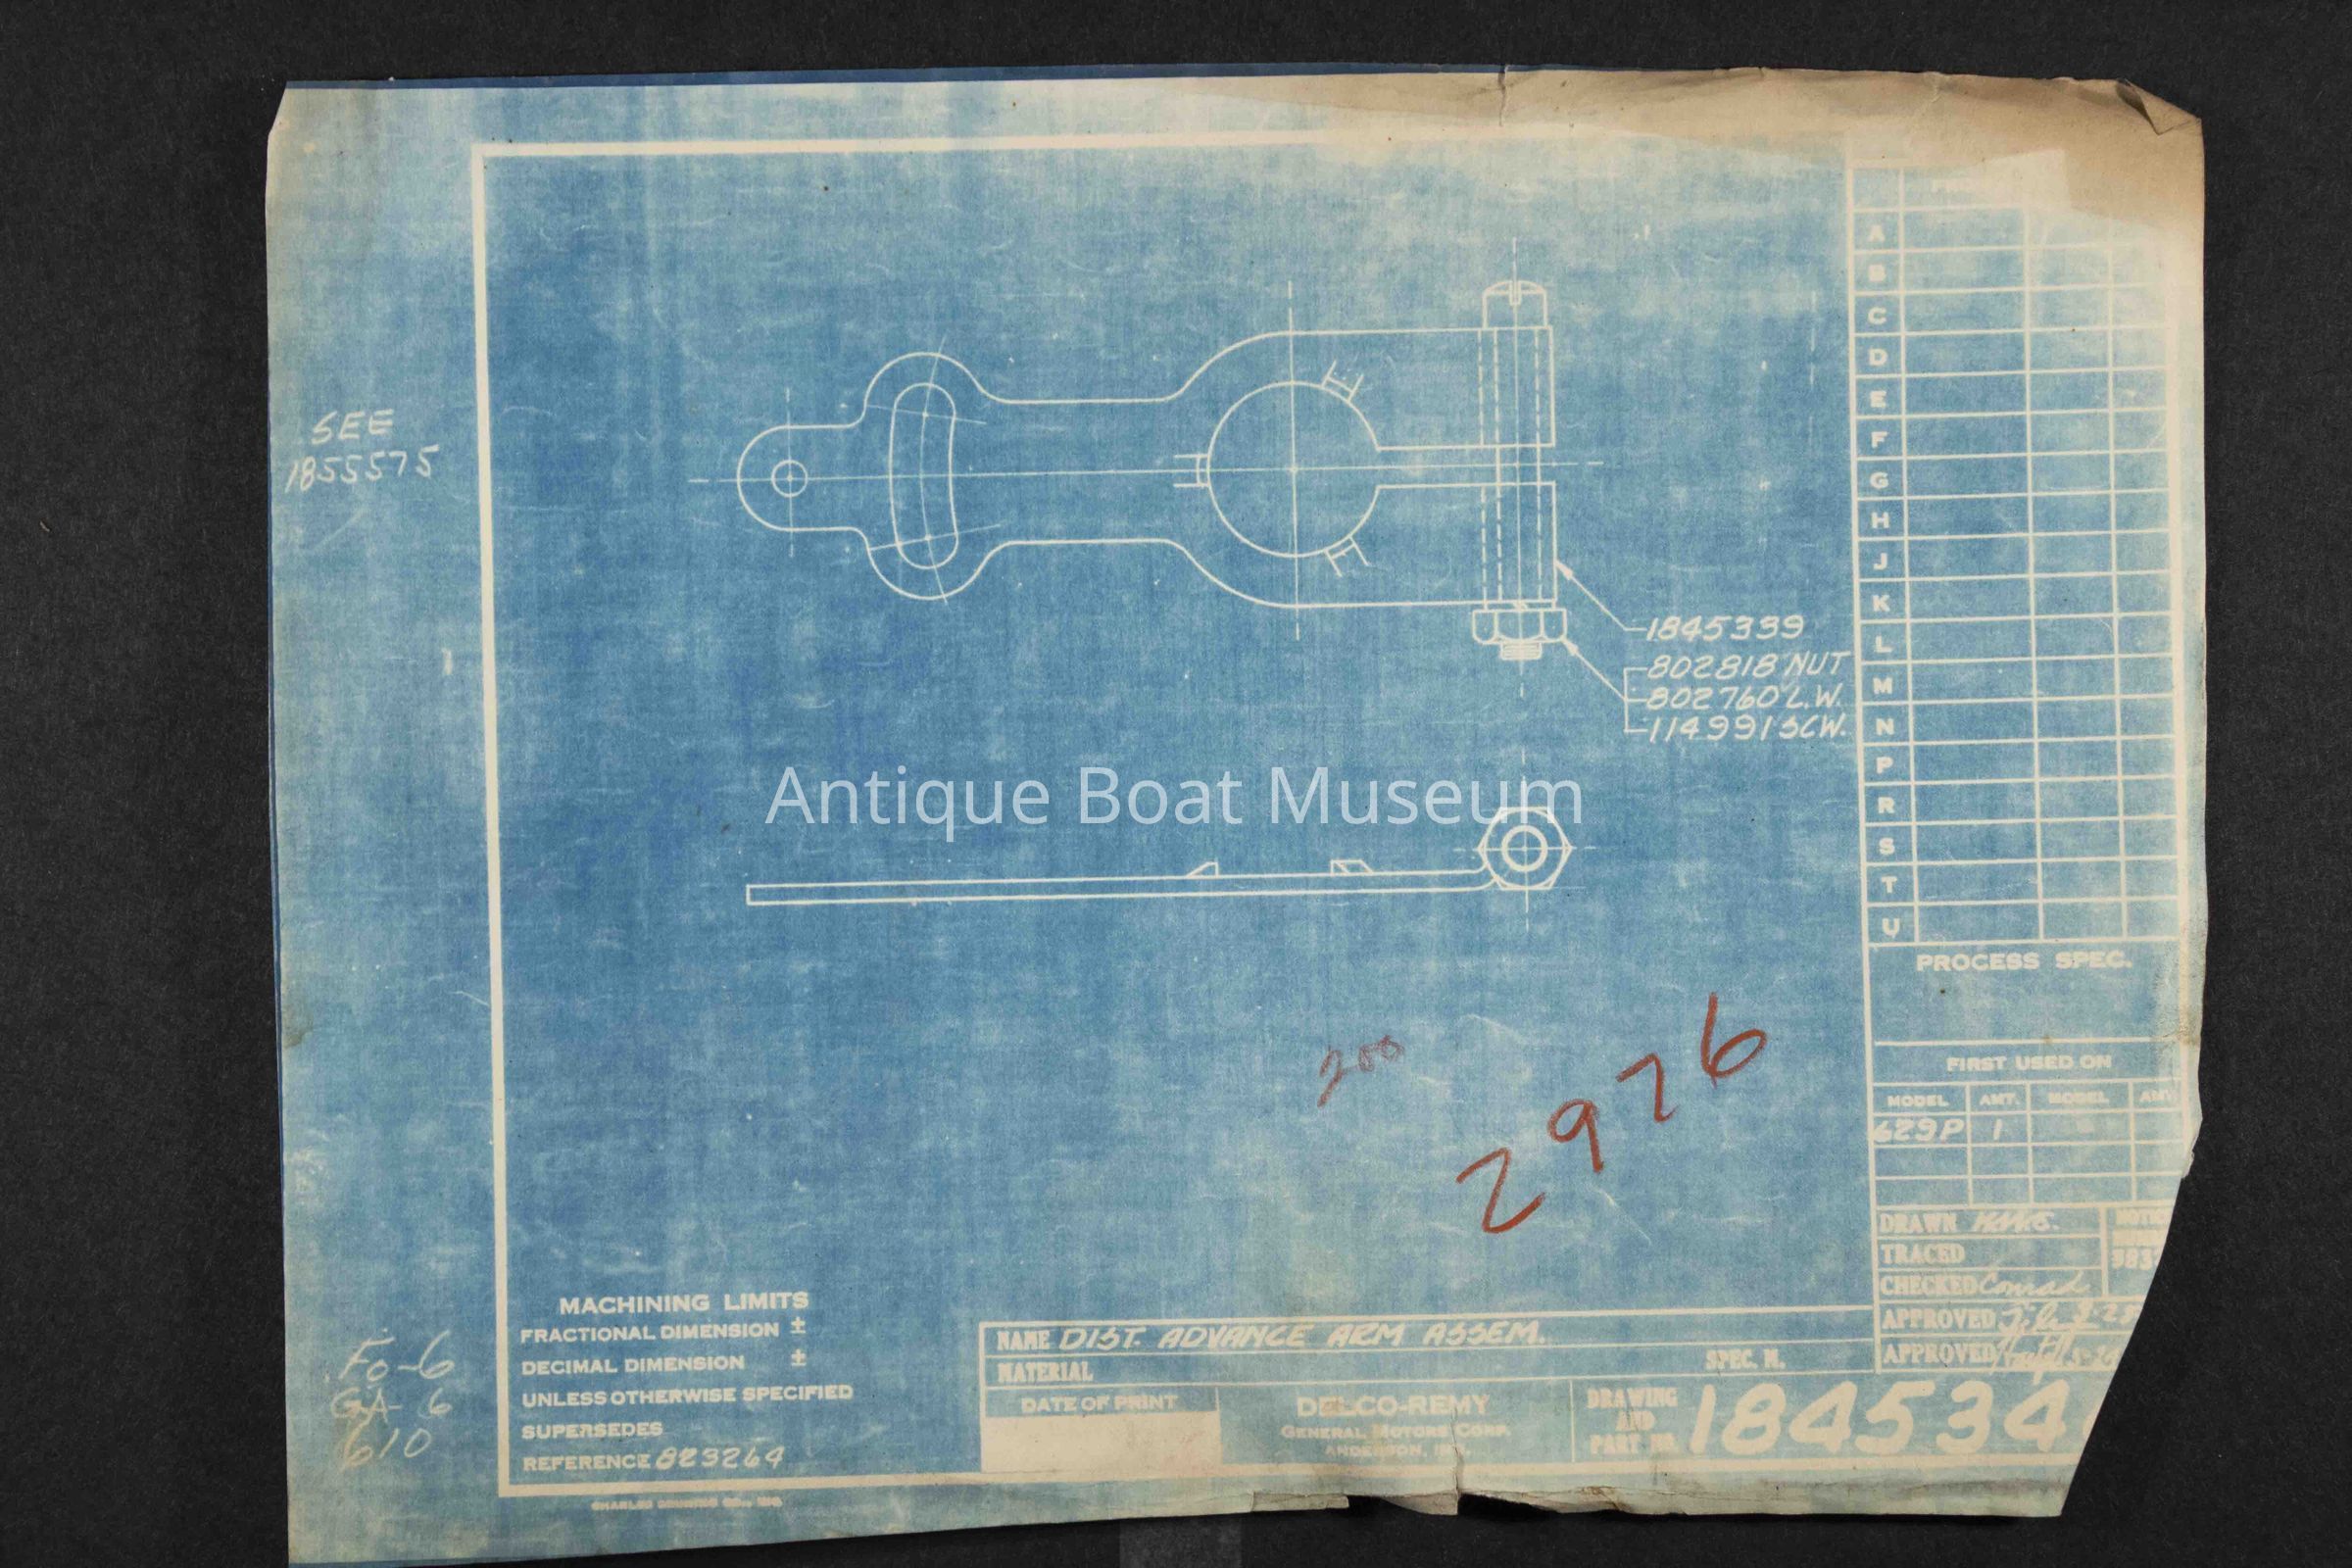 SEE
1855575
A
B
C
D
E
F
G
H
J
K
L
M
N
P
R
S
T
U
1845339
802818 NUT
802760 L.W.
114991 SCW.
Antique Boat Museum
PROCESS SPEC.
FIRST USED ON
MODEL AMT. MODEL AMT
629P 1
200
2976
DRAWN
TRACED
CHECKED Conrad
APPROVED
APPROVED
MACHINING LIMITS
FRACTIONAL DIMENSION ±
DECIMAL DIMENSION ±
UNLESS OTHERWISE SPECIFIED
SUPERSEDES
REFERENCE 823264
NAME DIST. ADVANCE ARM ASSEM.
MATERIAL SPEC. N.
DATE OF PRINT
DELCO-REMY
GENERAL MOTORS CORP.
ANDERSON, IND.
DRAWING
AND
PART NO.
184534
FO-6
GA-6
610